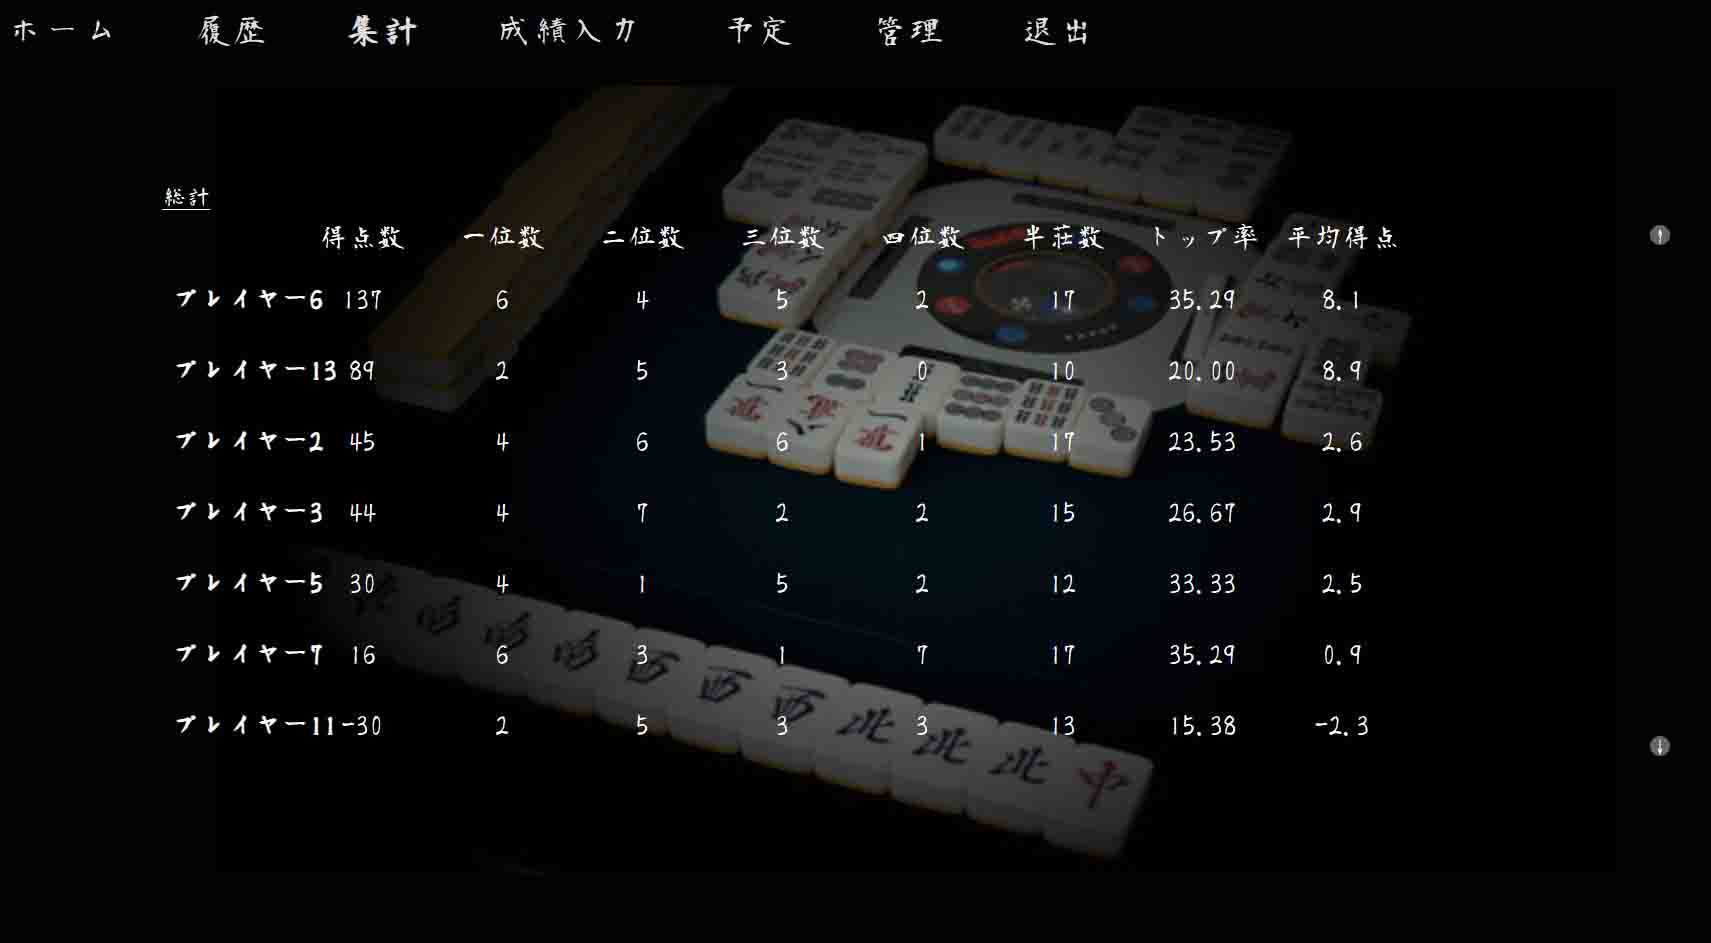 ホーム 履歴 集計 成績入力 予定 管理 退出
総計
得点数 一位数 二位数 三位数 四位数 半荘数 トップ率 平均得点
プレイヤー6 137 6 4 5 2 17 35.29 8.1
プレイヤー13 89 2 5 3 0 10 20.00 8.9
プレイヤー2 45 4 6 6 1 17 23.53 2.6
プレイヤー3 44 4 7 2 2 15 26.67 2.9
プレイヤー5 30 4 1 5 2 12 33.33 2.5
プレイヤー7 16 6 3 1 7 17 35.29 0.9
プレイヤー11 -30 2 5 3 3 13 15.38 -2.3
西 西 西 北 北 北 中